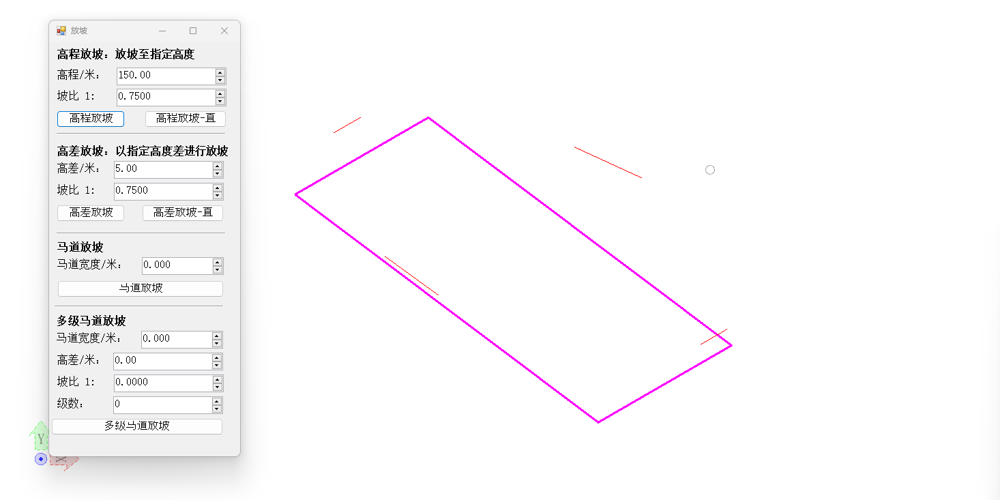 放坡
高程放坡：放坡至指定高度
高程/米： 150.00
坡比 1: 0.7500
高程放坡 高程放坡-直
高差放坡：以指定高度差进行放坡
高差/米： 5.00
坡比 1: 0.7500
高差放坡 高差放坡-直
马道放坡
马道宽度/米： 0.000
马道放坡
多级马道放坡
马道宽度/米： 0.000
高差/米： 0.00
坡比 1: 0.0000
级数： 0
多级马道放坡
Y
X